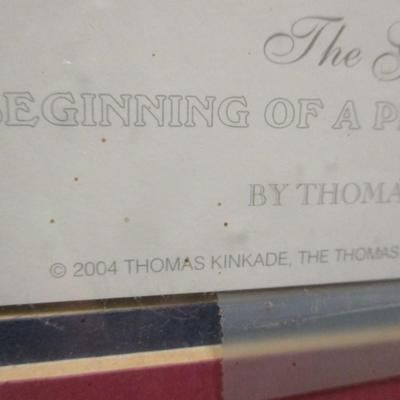 The
BEGINNING OF A
BY THOMA
© 2004 THOMAS KINKADE, THE THOMAS